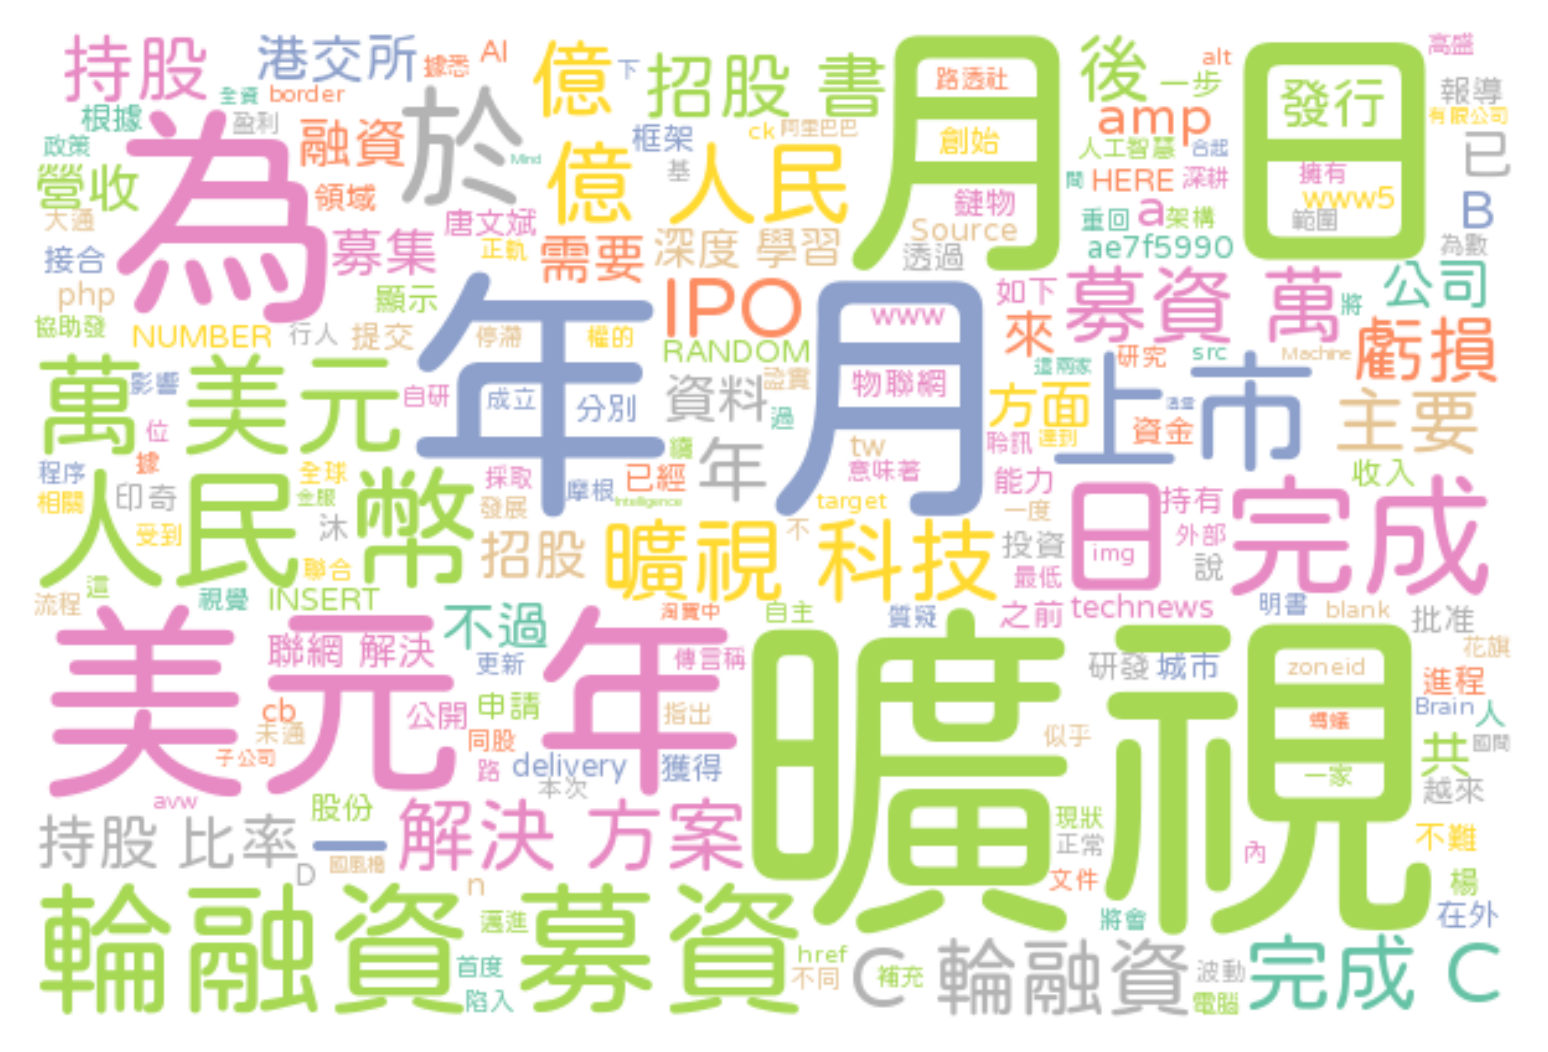 持股
港交所
據悉
AI
億
下
招股 書
月
路透社
後
一步
alt
日
發行
高盛
報導
有限公司
全資
border
根據
盈利
政策
營收
大通
融資
領域
為
於
Mind
框架
ck
阿里巴巴
創始
amp
人工智慧
合起
已
基
億
人民
鏈物
間
HERE
深耕
擁有
www5
範圍
B
為數
唐文斌
正軌
募集
需要
深度 學習
Source
透過
重回
a
架構
ae7f5990
接合
php
協助發
顯示
NUMBER
行人
提交
停滯
權的
IPO
RANDOM
www
如下
來
募資 萬
將
公司
虧損
年月
物聯網
萬 美元
影響
自研
成立
分別
資料
盈實
過
這兩家
研究
src
Machine
方面
上市
資金
主要
位
據
程序
相關
印奇
全球
金服
採取
發展
摩根
已經
Intelligence
續
年
tw
意味著
target
聆訊
達到
能力
一度
收入
人民 幣
受到
沐
聯合
招股
曠視 科技
不
投資
最低
日
img
持有
外部
說
完成
這
流程
視覺
INSERT
不過
淘寶中
自主
質疑
之前
technews
明書
blank
批准
花旗
美元 年
聯網 解決
更新
傳言稱
曠視
研發
城市
zoneid
進程
Brain
人
國間
cb
未通
子公司
公開
申請
同股
路
指出
delivery
本次
獲得
似乎
螞蟻
一家
共
越來
avw
股份
持股 比率
一
國風橋
D
n
解決 方案
現狀
正常
文件
內
不難
楊
在外
將會
輪融資
邁進
首度
陷入
募資
href
不同
C
補充
輪融資
波動
電腦
完成 C